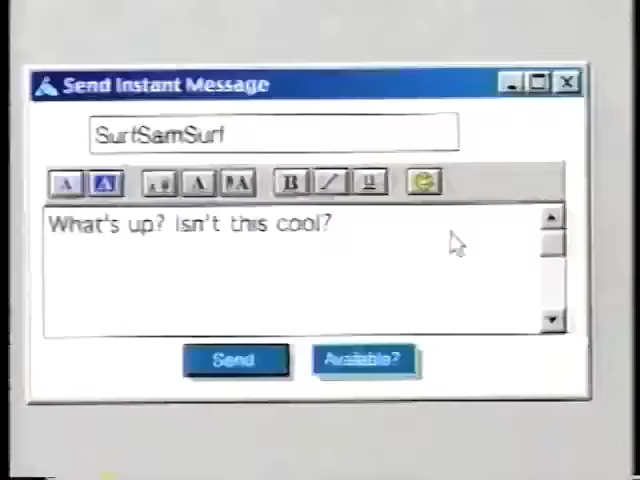 Send Instant Message
SurfSamSurf
A A A A A B / U
What's up? Isn't this cool?
Send Available?